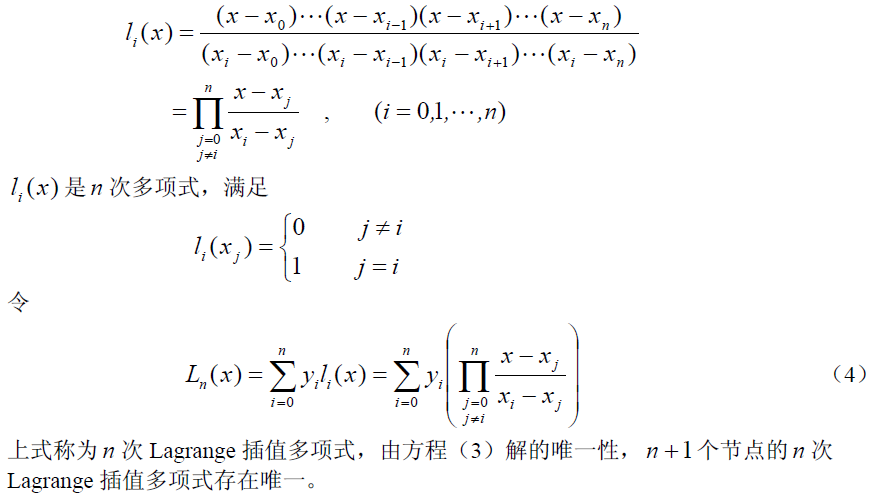 l_i(x) = \frac{(x-x_0)\cdots(x-x_{i-1})(x-x_{i+1})\cdots(x-x_n)}{(x_i-x_0)\cdots(x_i-x_{i-1})(x_i-x_{i+1})\cdots(x_i-x_n)}
= \prod_{\substack{j=0 \\ j\neq i}}^{n} \frac{x-x_j}{x_i-x_j} , (i=0,1,\cdots,n)
l_i(x) 是 n 次多项式，满足
l_i(x_j) = \begin{cases} 0 & j\neq i \\ 1 & j=i \end{cases}
令
L_n(x) = \sum_{i=0}^{n} y_i l_i(x) = \sum_{i=0}^{n} y_i \left( \prod_{\substack{j=0 \\ j\neq i}}^{n} \frac{x-x_j}{x_i-x_j} \right) （4）
上式称为 n 次 Lagrange 插值多项式，由方程（3）解的唯一性，n+1 个节点的 n 次
Lagrange 插值多项式存在唯一。